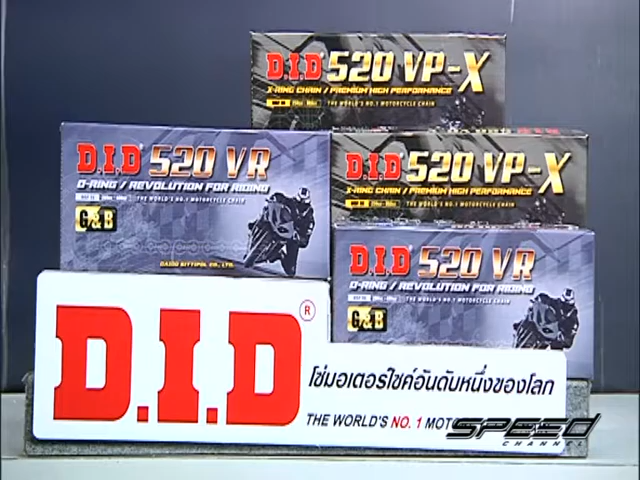 D.I.D 520 VP-X
X-RING CHAIN / PREMIUM HIGH PERFORMANCE
THE WORLD'S NO.1 MOTORCYCLE CHAIN
D.I.D 520 VR
O-RING / REVOLUTION FOR RIDING
THE WORLD'S NO.1 MOTORCYCLE CHAIN
G&B
DAIDO SITTIPOL CO., LTD.
D.I.D 520 VP-X
X-RING CHAIN / PREMIUM HIGH PERFORMANCE
THE WORLD'S NO.1 MOTORCYCLE CHAIN
D.I.D 520 VR
O-RING / REVOLUTION FOR RIDING
THE WORLD'S NO.1 MOTORCYCLE CHAIN
G&B
D.I.D ®
โซ่มอเตอร์ไซค์อันดับหนึ่งของโลก
THE WORLD'S NO. 1
SPEED
CHANNEL